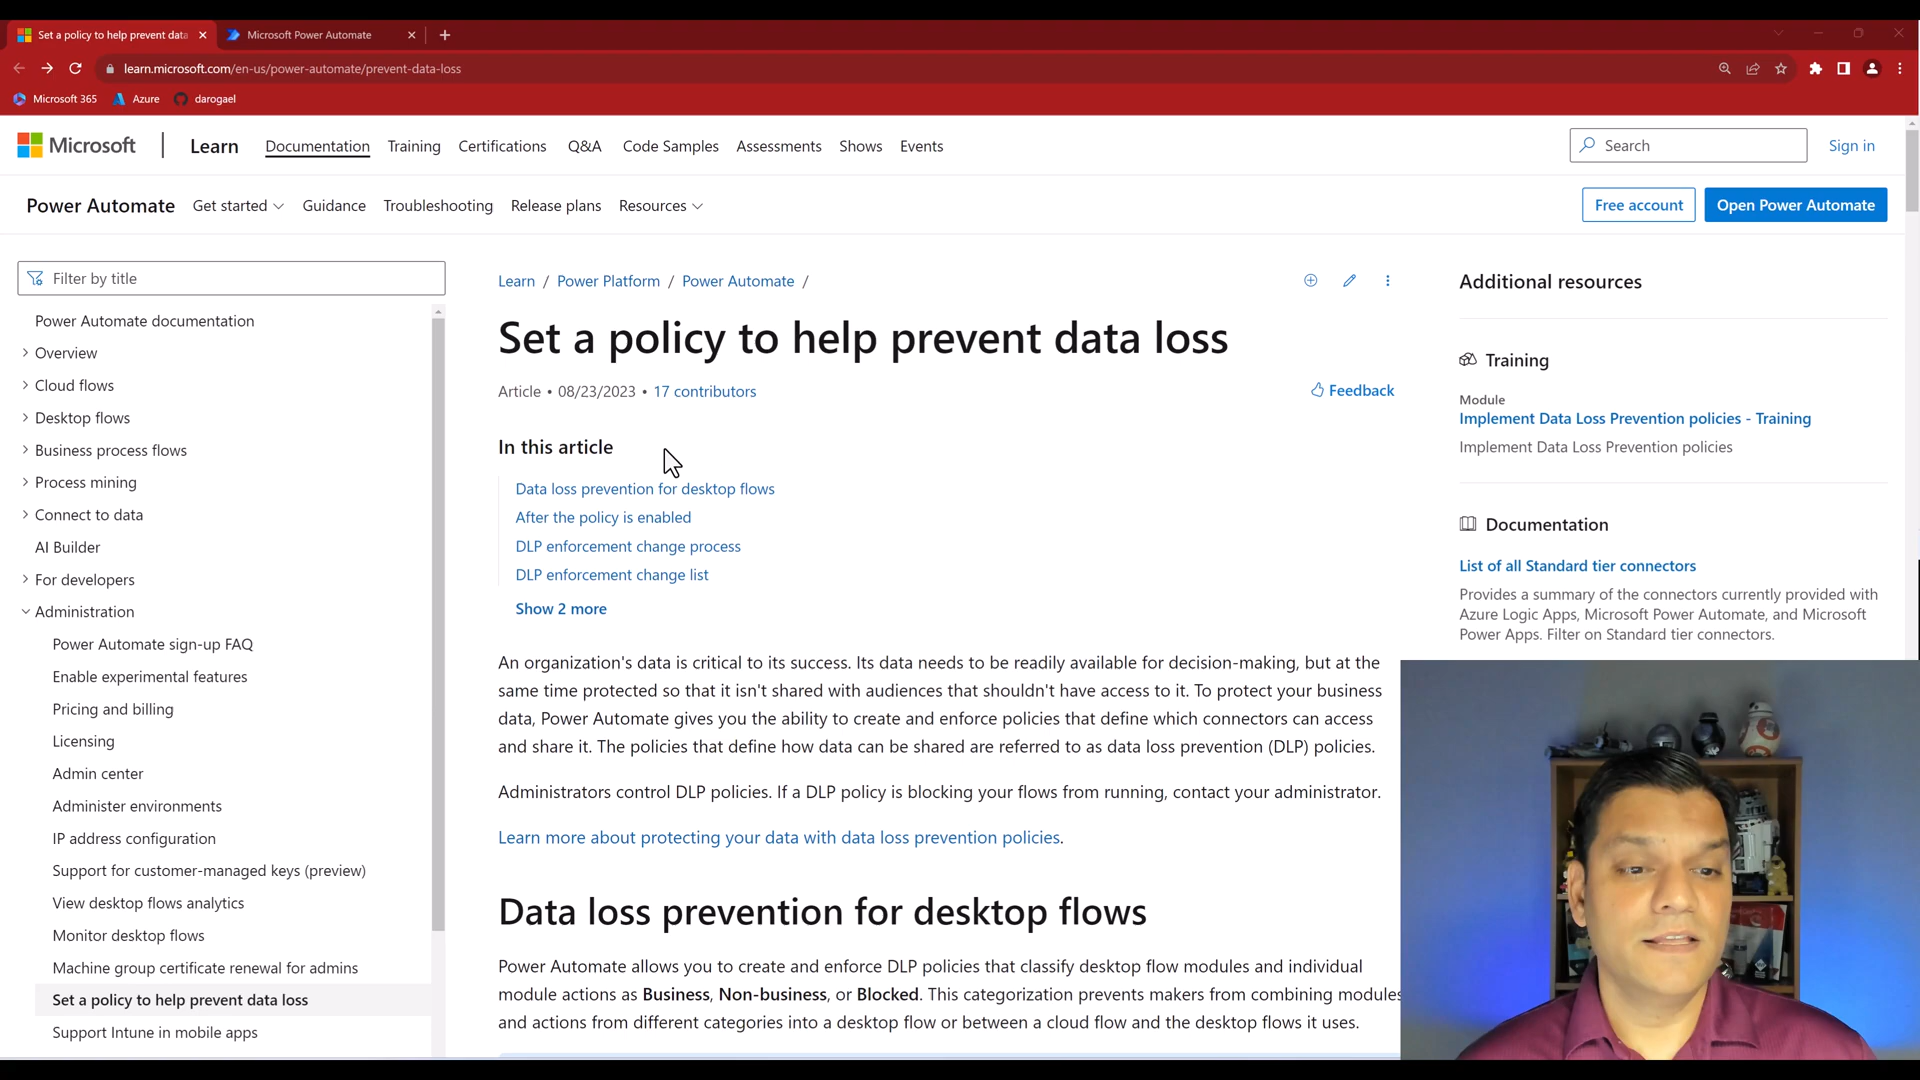 Set a policy to help prevent data
Microsoft Power Automate
learn.microsoft.com/en-us/power-automate/prevent-data-loss
Microsoft 365
Azure
darogael
Microsoft
Learn
Documentation
Training
Certifications
Q&A
Code Samples
Assessments
Shows
Events
Search
Sign in
Power Automate
Get started
Guidance
Troubleshooting
Release plans
Resources
Free account
Open Power Automate
Filter by title
Power Automate documentation
Overview
Cloud flows
Desktop flows
Business process flows
Process mining
Connect to data
AI Builder
For developers
Administration
Power Automate sign-up FAQ
Enable experimental features
Pricing and billing
Licensing
Admin center
Administer environments
IP address configuration
Support for customer-managed keys (preview)
View desktop flows analytics
Monitor desktop flows
Machine group certificate renewal for admins
Set a policy to help prevent data loss
Support Intune in mobile apps
Learn / Power Platform / Power Automate /
Set a policy to help prevent data loss
Article • 08/23/2023 • 17 contributors
Feedback
In this article
Data loss prevention for desktop flows
After the policy is enabled
DLP enforcement change process
DLP enforcement change list
Show 2 more
An organization's data is critical to its success. Its data needs to be readily available for decision-making, but at the
same time protected so that it isn't shared with audiences that shouldn't have access to it. To protect your business
data, Power Automate gives you the ability to create and enforce policies that define which connectors can access
and share it. The policies that define how data can be shared are referred to as data loss prevention (DLP) policies.
Administrators control DLP policies. If a DLP policy is blocking your flows from running, contact your administrator.
Learn more about protecting your data with data loss prevention policies.
Data loss prevention for desktop flows
Power Automate allows you to create and enforce DLP policies that classify desktop flow modules and individual
module actions as Business, Non-business, or Blocked. This categorization prevents makers from combining modules
and actions from different categories into a desktop flow or between a cloud flow and the desktop flows it uses.
Additional resources
Training
Module
Implement Data Loss Prevention policies - Training
Implement Data Loss Prevention policies
Documentation
List of all Standard tier connectors
Provides a summary of the connectors currently provided with
Azure Logic Apps, Microsoft Power Automate, and Microsoft
Power Apps. Filter on Standard tier connectors.